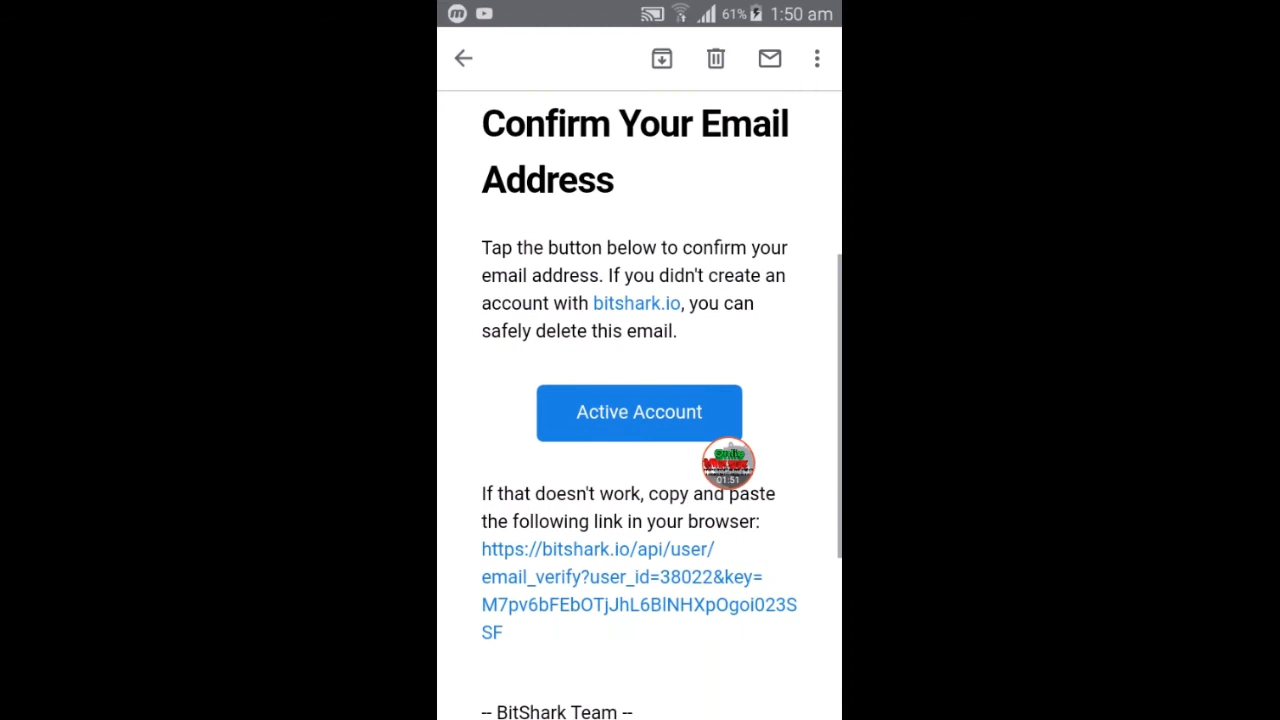 61% 1:50 am
Confirm Your Email
Address
Tap the button below to confirm your
email address. If you didn't create an
account with bitshark.io, you can
safely delete this email.
Active Account
01:51
If that doesn't work, copy and paste
the following link in your browser:
https://bitshark.io/api/user/
email_verify?user_id=38022&key=
M7pv6bFEbOTjJhL6BlNHXpOgoi023S
SF
-- BitShark Team --